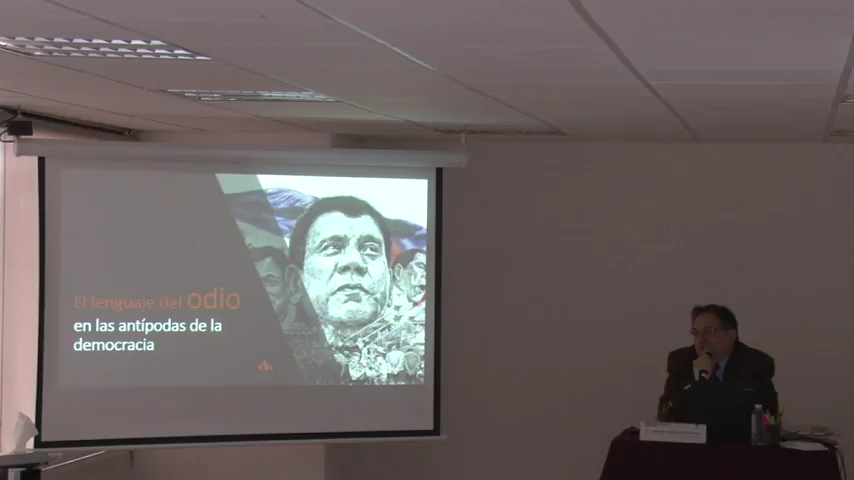 El lenguaje del odio
en las antípodas de la
democracia